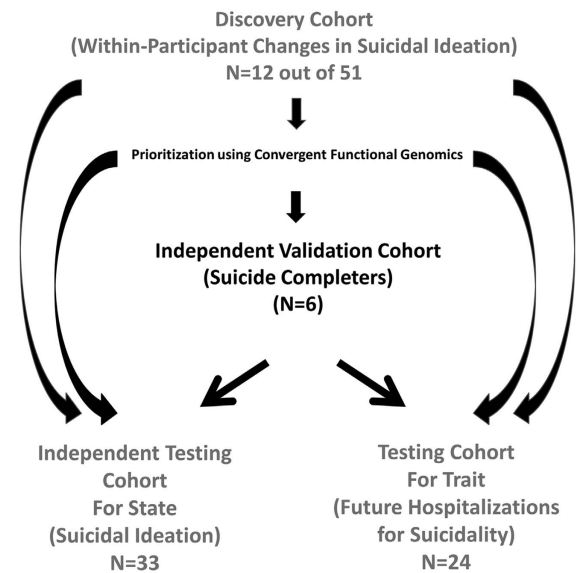 Discovery Cohort
(Within-Participant Changes in Suicidal Ideation)
N=12 out of 51
Prioritization using Convergent Functional Genomics
Independent Validation Cohort
(Suicide Completers)
(N=6)
Independent Testing
Cohort
For State
(Suicidal Ideation)
N=33
Testing Cohort
For Trait
(Future Hospitalizations
for Suicidality)
N=24